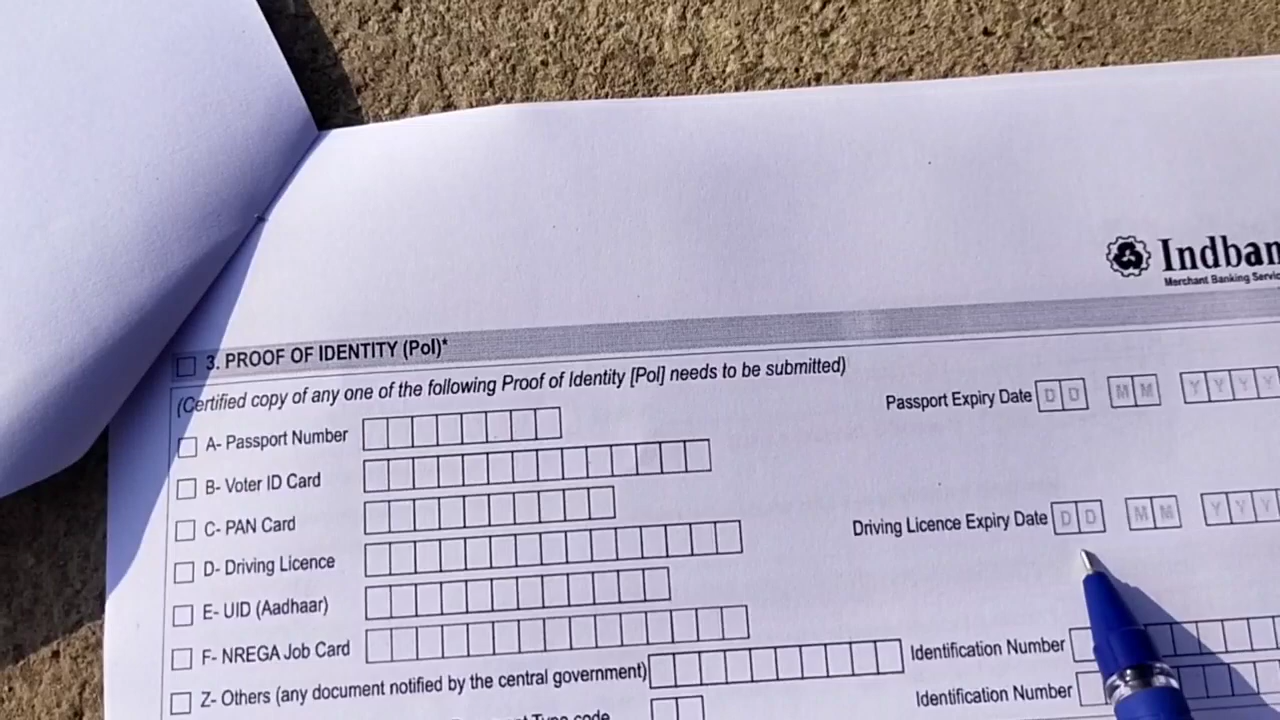 Indban
Merchant Banking Servic
3. PROOF OF IDENTITY (PoI)*
(Certified copy of any one of the following Proof of Identity [PoI] needs to be submitted)
A- Passport Number
Passport Expiry Date D D M M Y Y Y Y
B- Voter ID Card
C- PAN Card
D- Driving Licence
Driving Licence Expiry Date D D M M Y Y Y
E- UID (Aadhaar)
F- NREGA Job Card
Z- Others (any document notified by the central government)
Identification Number
Type code
Identification Number